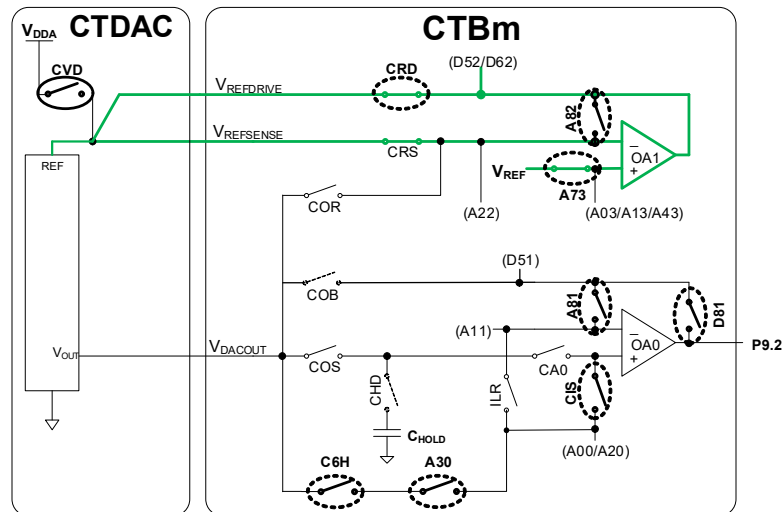 CTDAC
CTBm
VDDA
CVD
VREFDRIVE
CRD
(D52/D62)
A82
VREFSENSE
CRS
REF
VREF
A73
OA1
−
+
COR
(A22)
(A03/A13/A43)
(D51)
COB
A81
D81
(A11)
VOUT
VDACOUT
COS
CA0
OA0
−
+
P9.2
CHD
ILR
CIS
CHOLD
(A00/A20)
C6H
A30